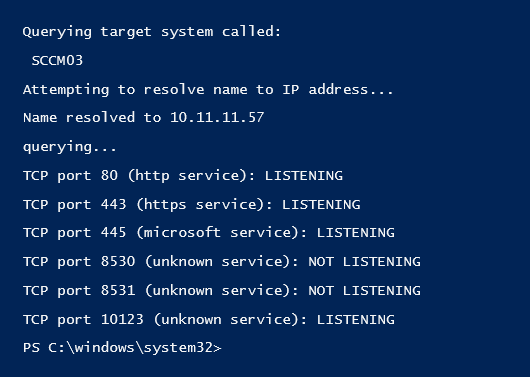 Querying target system called:
SCCM03
Attempting to resolve name to IP address...
Name resolved to 10.11.11.57
querying...
TCP port 80 (http service): LISTENING
TCP port 443 (https service): LISTENING
TCP port 445 (microsoft service): LISTENING
TCP port 8530 (unknown service): NOT LISTENING
TCP port 8531 (unknown service): NOT LISTENING
TCP port 10123 (unknown service): LISTENING
PS C:\windows\system32>